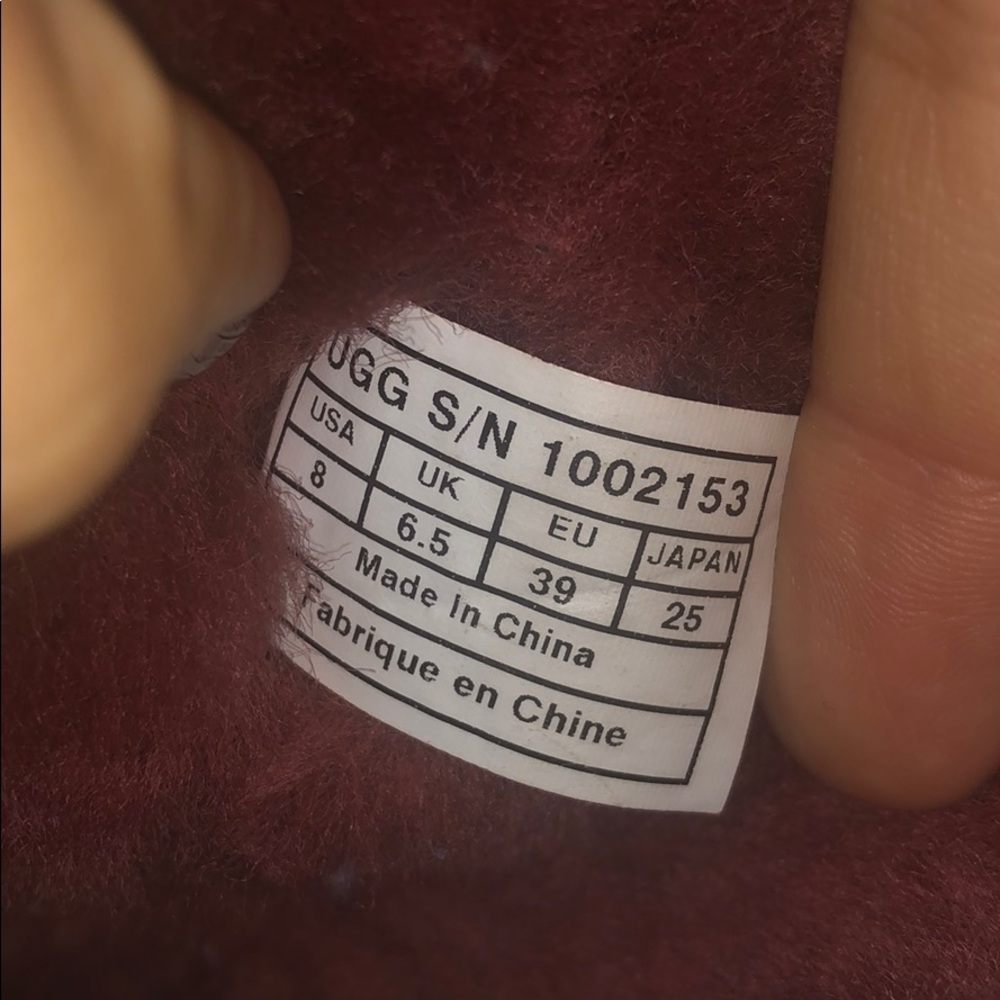 UGG S/N 1002153
USA UK EU JAPAN
8 6.5 39 25
Made in China
Fabrique en Chine